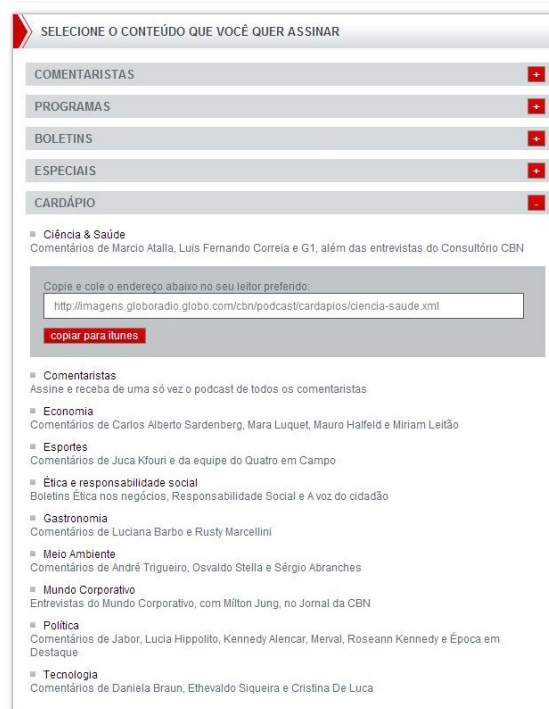 SELECIONE O CONTEÚDO QUE VOCÊ QUER ASSINAR
COMENTARISTAS +
PROGRAMAS +
BOLETINS +
ESPECIAIS +
CARDÁPIO -
Ciência & Saúde
Comentários de Marcio Atalla, Luis Fernando Correia e G1, além das entrevistas do Consultório CBN
Copie e cole o endereço abaixo no seu leitor preferido:
http://imagens.globoradio.globo.com/cbn/podcast/cardapios/ciencia-saude.xml
copiar para itunes
Comentaristas
Assine e receba de uma só vez o podcast de todos os comentaristas
Economia
Comentários de Carlos Alberto Sardenberg, Mara Luquet, Mauro Halfeld e Miriam Leitão
Esportes
Comentários de Juca Kfouri e da equipe do Quatro em Campo
Ética e responsabilidade social
Boletins Ética nos negócios, Responsabilidade Social e A voz do cidadão
Gastronomia
Comentários de Luciana Barbo e Rusty Marcellini
Meio Ambiente
Comentários de André Trigueiro, Osvaldo Stella e Sérgio Abranches
Mundo Corporativo
Entrevistas do Mundo Corporativo, com Mílton Jung, no Jornal da CBN
Política
Comentários de Jabor, Lucia Hippolito, Kennedy Alencar, Merval, Roseann Kennedy e Época em
Destaque
Tecnologia
Comentários de Daniela Braun, Ethevaldo Siqueira e Cristina De Luca